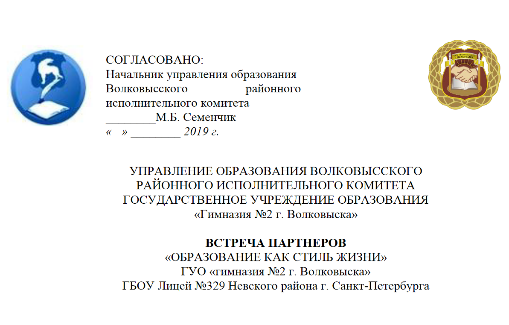 СОГЛАСОВАНО:
Начальник управления образования
Волковысского районного
исполнительного комитета
________М.Б. Семенчик
« » ________ 2019 г.
УПРАВЛЕНИЕ ОБРАЗОВАНИЯ ВОЛКОВЫССКОГО
РАЙОННОГО ИСПОЛНИТЕЛЬНОГО КОМИТЕТА
ГОСУДАРСТВЕННОЕ УЧРЕЖДЕНИЕ ОБРАЗОВАНИЯ
«Гимназия №2 г. Волковыска»
ВСТРЕЧА ПАРТНЕРОВ
«ОБРАЗОВАНИЕ КАК СТИЛЬ ЖИЗНИ»
ГУО «гимназия №2 г. Волковыска»
ГБОУ Лицей №329 Невского района г. Санкт-Петербурга